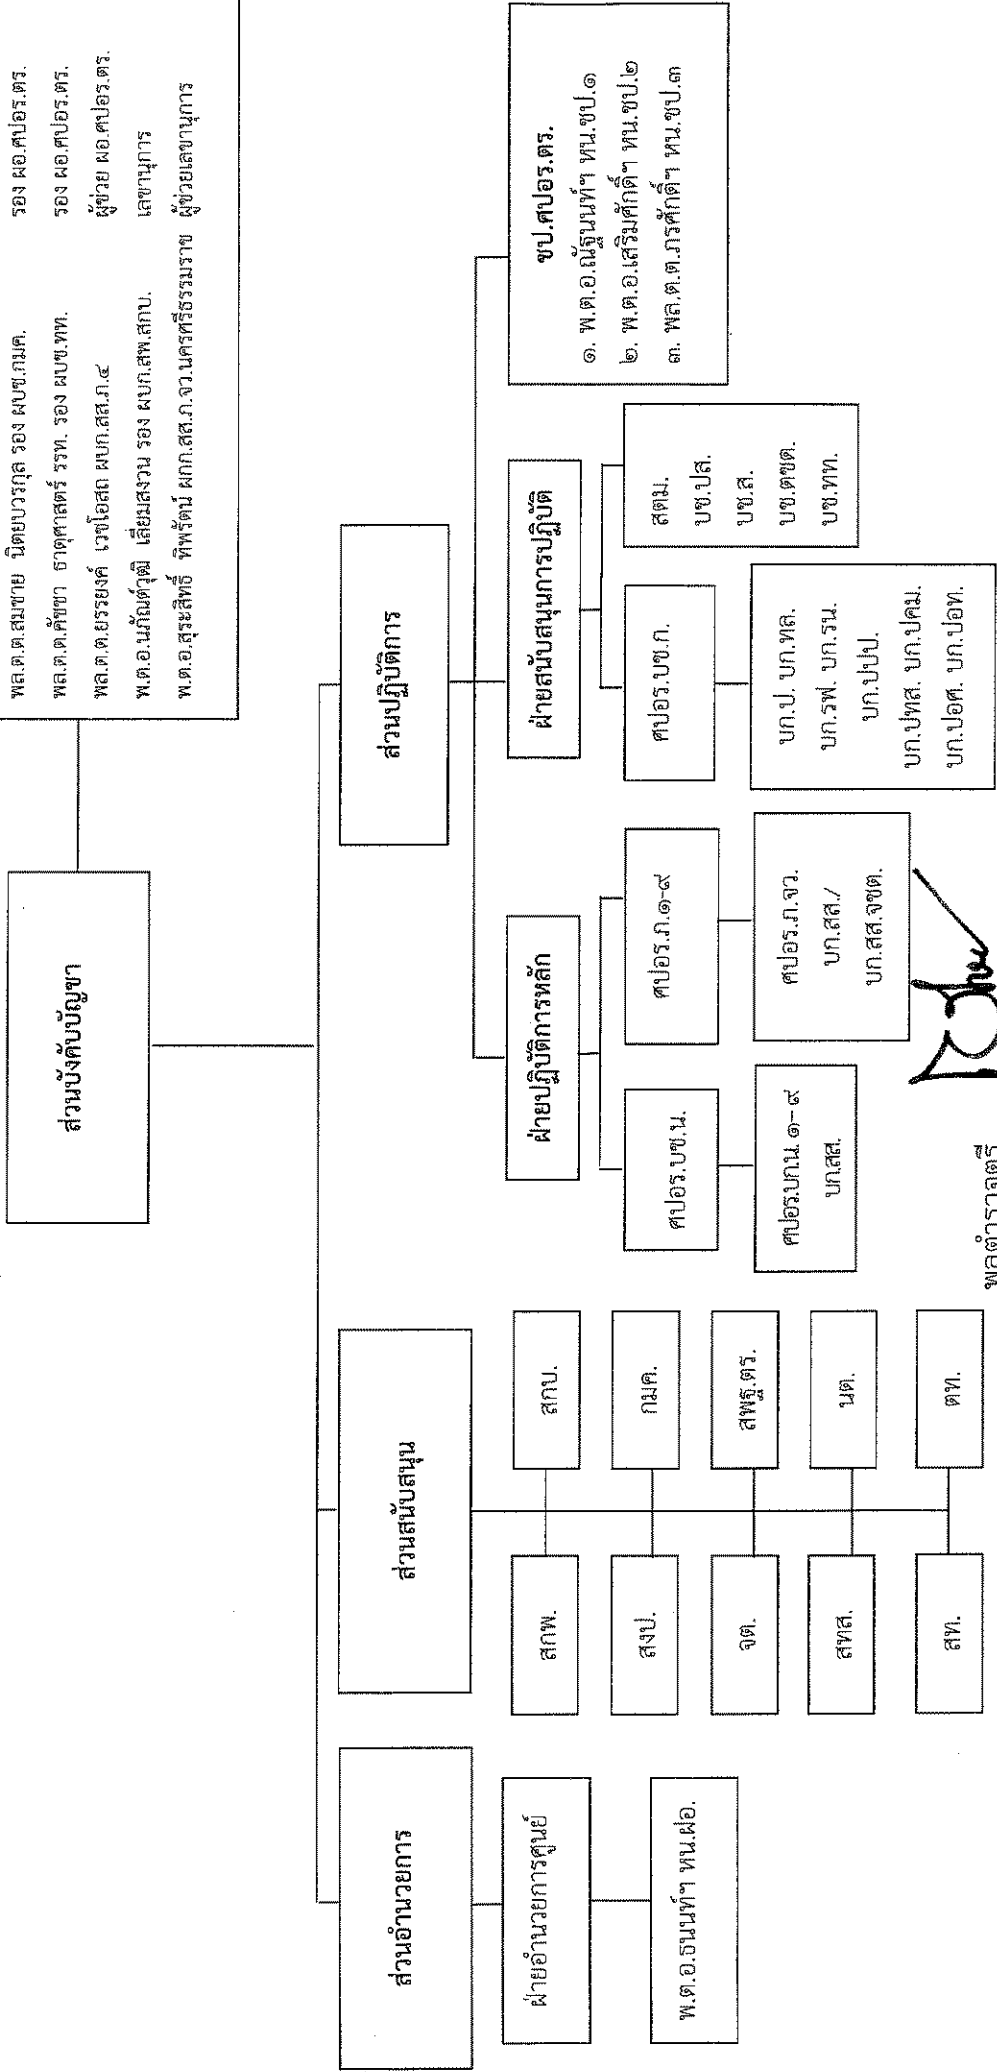 พล.ต.ต.สมชาย นิตยบวรกุล รอง ผบช.กมค. รอง ผอ.ศปอร.ตร.
พล.ต.ต.คัชชา ธาตุศาสตร์ รรท. รอง ผบช.ทท. รอง ผอ.ศปอร.ตร.
พล.ต.ต.ยรรยงค์ เวชโอสถ ผบก.สส.ภ.๔ ผู้ช่วย ผอ.ศปอร.ตร.
พ.ต.อ.นภัณต์วุฒิ เลี่ยมสงวน รอง ผบก.สพ.สกบ. เลขานุการ
พ.ต.อ.สุระสิทธิ์ ทิพรัตน์ ผกก.สส.ภ.จว.นครศรีธรรมราช ผู้ช่วยเลขานุการ
ส่วนบังคับบัญชา
ส่วนอำนวยการ
ส่วนสนับสนุน
ส่วนปฏิบัติการ
ฝ่ายอำนวยการศูนย์
พ.ต.อ.ธนนท์ฯ หน.ฝอ.
สกพ.
สกบ.
สงป.
กมค.
จต.
สพฐ.ตร.
สทส.
นต.
สท.
ตท.
ฝ่ายปฏิบัติการหลัก
ฝ่ายสนับสนุนการปฏิบัติ
ศปอร.บช.น.
ศปอร.ภ.๑-๙
ศปอร.บก.น. ๑-๙
บก.สส.
ศปอร.ภ.จว.
บก.สส./
บก.สส.จชต.
ศปอร.บช.ก.
บก.ป. บก.ทล.
บก.รฟ. บก.รน.
บก.ปปป.
บก.ปทส. บก.ปคม.
บก.ปอศ. บก.ปอท.
สตม.
บช.ปส.
บช.ส.
บช.ตชด.
บช.ทท.
ชป.ศปอร.ตร.
๑. พ.ต.อ.ณัฐนนท์ฯ หน.ชป.๑
๒. พ.ต.อ.เสริมศักดิ์ฯ หน.ชป.๒
๓. พล.ต.ต.ภรศักดิ์ฯ หน.ชป.๓
พลตำรวจตรี